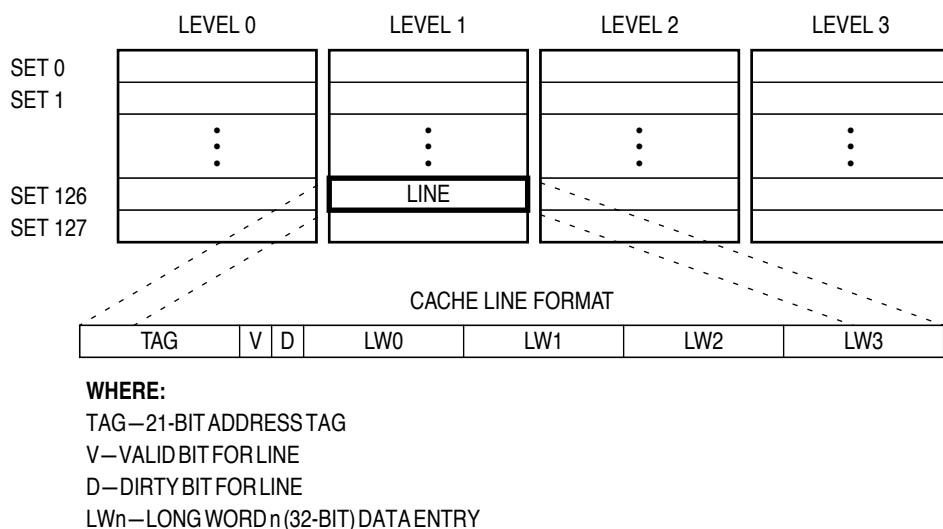 LEVEL 0 LEVEL 1 LEVEL 2 LEVEL 3
SET 0
SET 1
SET 126 LINE
SET 127
CACHE LINE FORMAT
TAG V D LW0 LW1 LW2 LW3
WHERE:
TAG—21-BIT ADDRESS TAG
V—VALID BIT FOR LINE
D—DIRTY BIT FOR LINE
LWn—LONG WORD n (32-BIT) DATA ENTRY